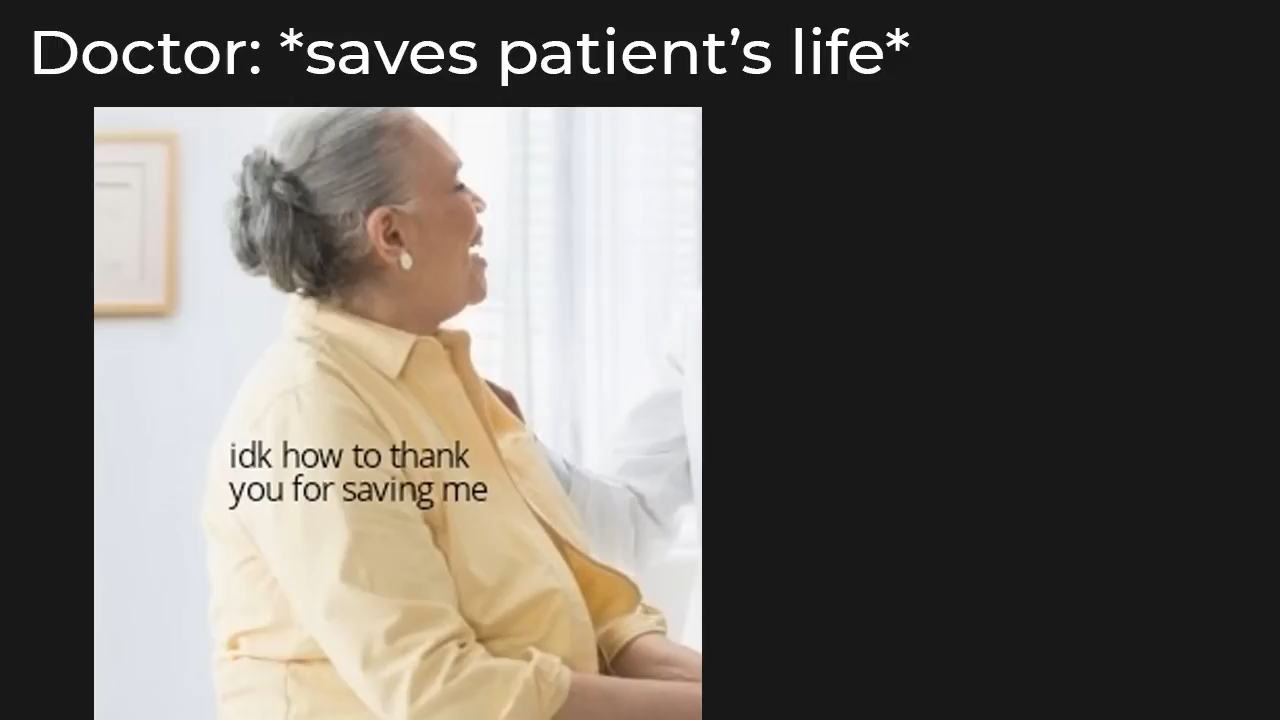 Doctor: *saves patient’s life*
idk how to thank
you for saving me